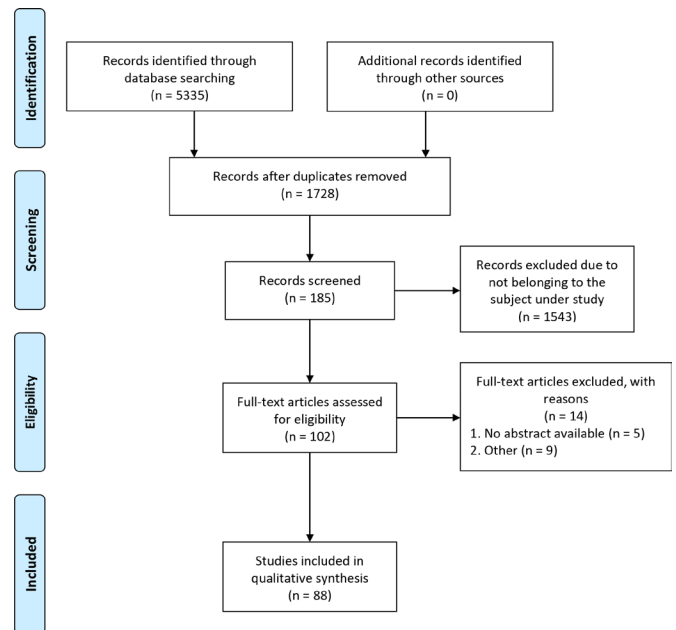 Identification
Records identified through
database searching
(n = 5335)
Additional records identified
through other sources
(n = 0)
Records after duplicates removed
(n = 1728)
Screening
Records screened
(n = 185)
Records excluded due to
not belonging to the
subject under study
(n = 1543)
Eligibility
Full-text articles assessed
for eligibility
(n = 102)
Full-text articles excluded, with
reasons
(n = 14)
1. No abstract available (n = 5)
2. Other (n = 9)
Included
Studies included in
qualitative synthesis
(n = 88)